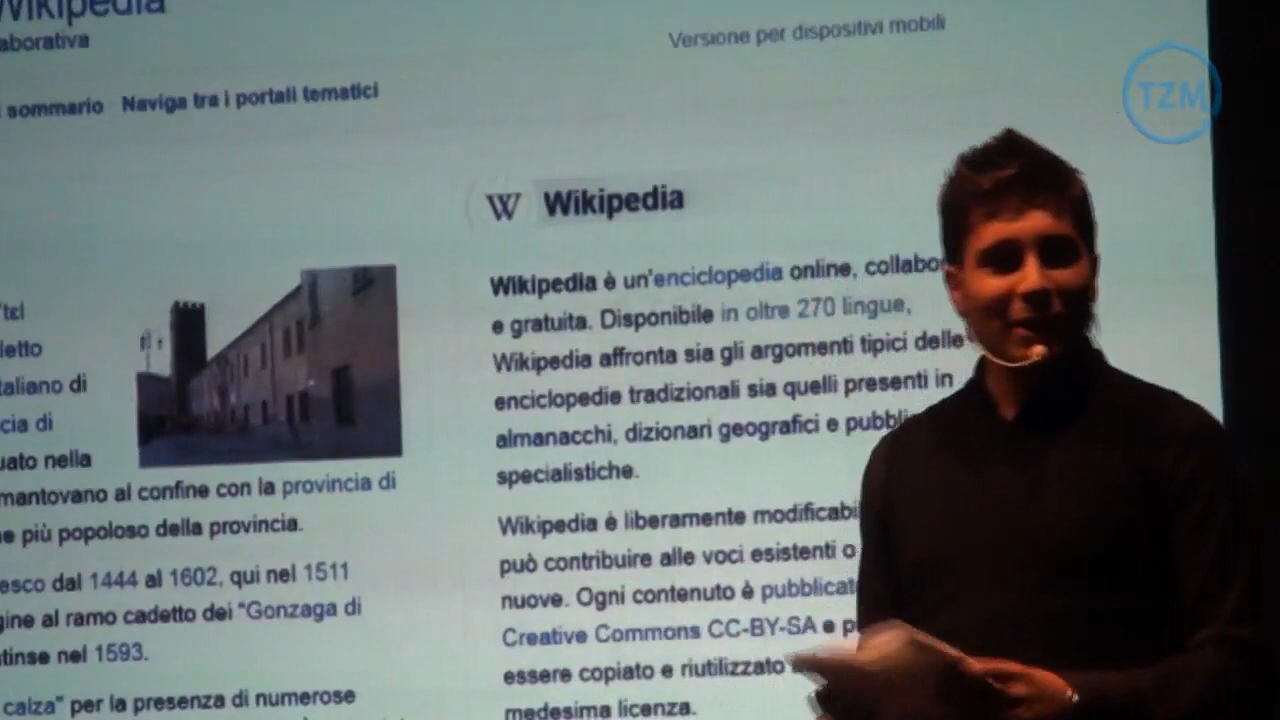 Wikipedia
aborativa
Versione per dispositivi mobili
sommario Naviga tra i portali tematici
TZM
W Wikipedia
Wikipedia è un'enciclopedia online, collabo
e gratuita. Disponibile in oltre 270 lingue,
Wikipedia affronta sia gli argomenti tipici delle
enciclopedie tradizionali sia quelli presenti in
almanacchi, dizionari geografici e pubbli
specialistiche.
Wikipedia è liberamente modificabi
può contribuire alle voci esistenti o
nuove. Ogni contenuto è pubblicat
Creative Commons CC-BY-SA e p
essere copiato e riutilizzato
medesima licenza.
letto
taliano di
cia di
uato nella
mantovano al confine con la provincia di
e più popoloso della provincia.
esco dal 1444 al 1602, qui nel 1511
gine al ramo cadetto dei "Gonzaga di
tinse nel 1593.
calza" per la presenza di numerose